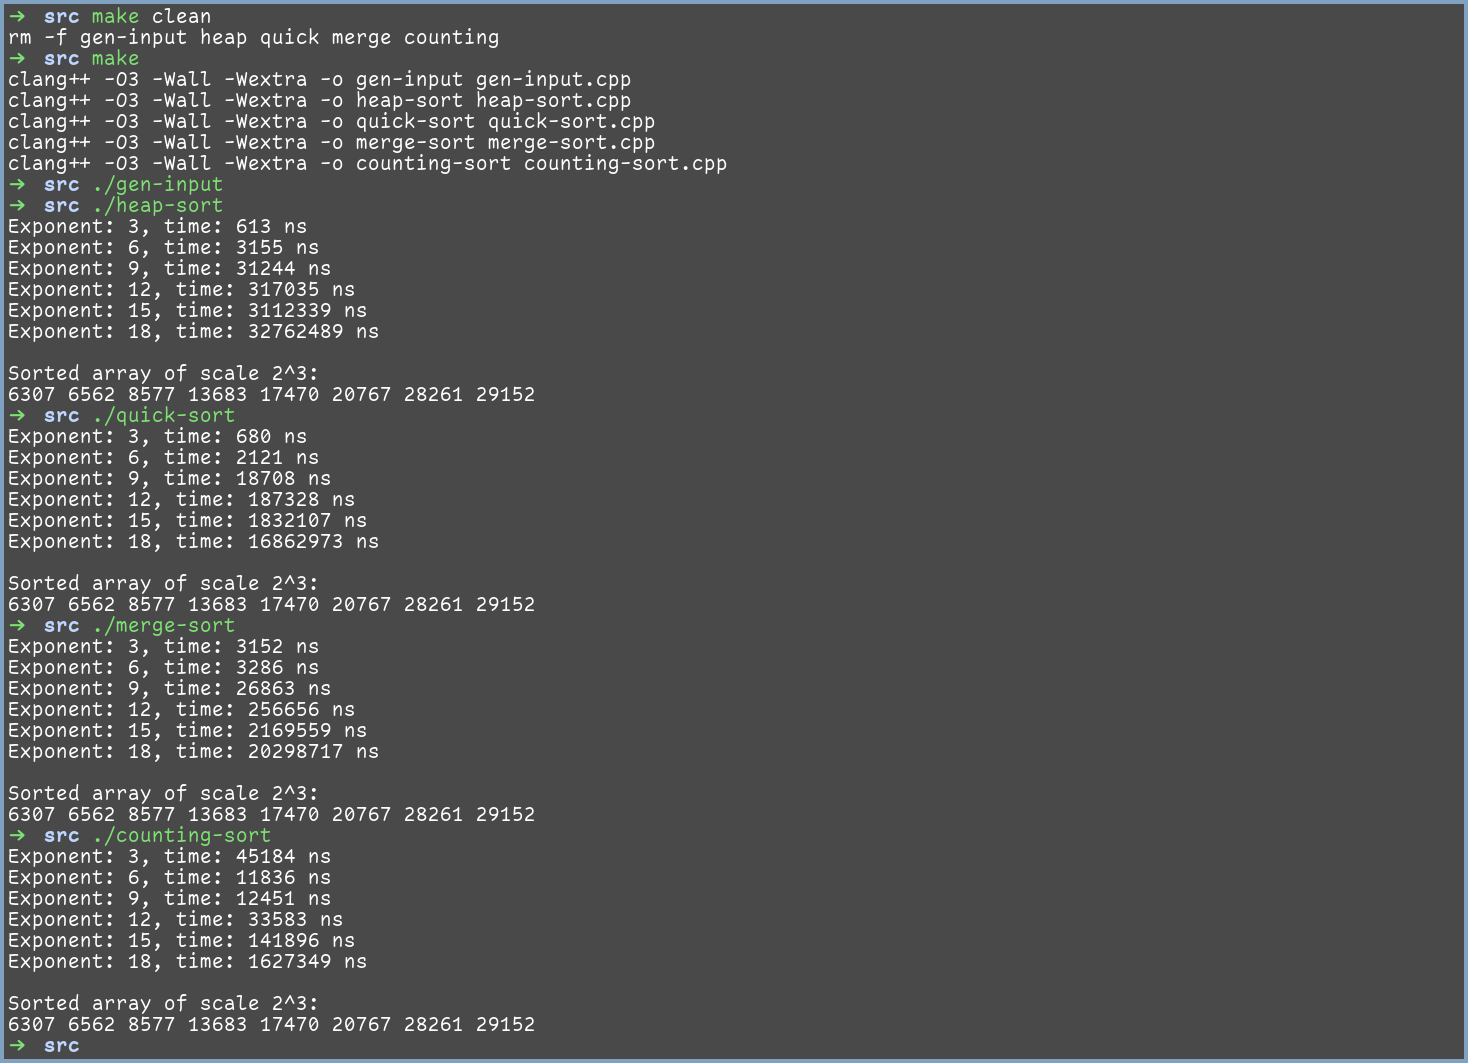 → src make clean
rm -f gen-input heap quick merge counting
→ src make
clang++ -O3 -Wall -Wextra -o gen-input gen-input.cpp
clang++ -O3 -Wall -Wextra -o heap-sort heap-sort.cpp
clang++ -O3 -Wall -Wextra -o quick-sort quick-sort.cpp
clang++ -O3 -Wall -Wextra -o merge-sort merge-sort.cpp
clang++ -O3 -Wall -Wextra -o counting-sort counting-sort.cpp
→ src ./gen-input
→ src ./heap-sort
Exponent: 3, time: 613 ns
Exponent: 6, time: 3155 ns
Exponent: 9, time: 31244 ns
Exponent: 12, time: 317035 ns
Exponent: 15, time: 3112339 ns
Exponent: 18, time: 32762489 ns

Sorted array of scale 2^3:
6307 6562 8577 13683 17470 20767 28261 29152
→ src ./quick-sort
Exponent: 3, time: 680 ns
Exponent: 6, time: 2121 ns
Exponent: 9, time: 18708 ns
Exponent: 12, time: 187328 ns
Exponent: 15, time: 1832107 ns
Exponent: 18, time: 16862973 ns

Sorted array of scale 2^3:
6307 6562 8577 13683 17470 20767 28261 29152
→ src ./merge-sort
Exponent: 3, time: 3152 ns
Exponent: 6, time: 3286 ns
Exponent: 9, time: 26863 ns
Exponent: 12, time: 256656 ns
Exponent: 15, time: 2169559 ns
Exponent: 18, time: 20298717 ns

Sorted array of scale 2^3:
6307 6562 8577 13683 17470 20767 28261 29152
→ src ./counting-sort
Exponent: 3, time: 45184 ns
Exponent: 6, time: 11836 ns
Exponent: 9, time: 12451 ns
Exponent: 12, time: 33583 ns
Exponent: 15, time: 141896 ns
Exponent: 18, time: 1627349 ns

Sorted array of scale 2^3:
6307 6562 8577 13683 17470 20767 28261 29152
→ src